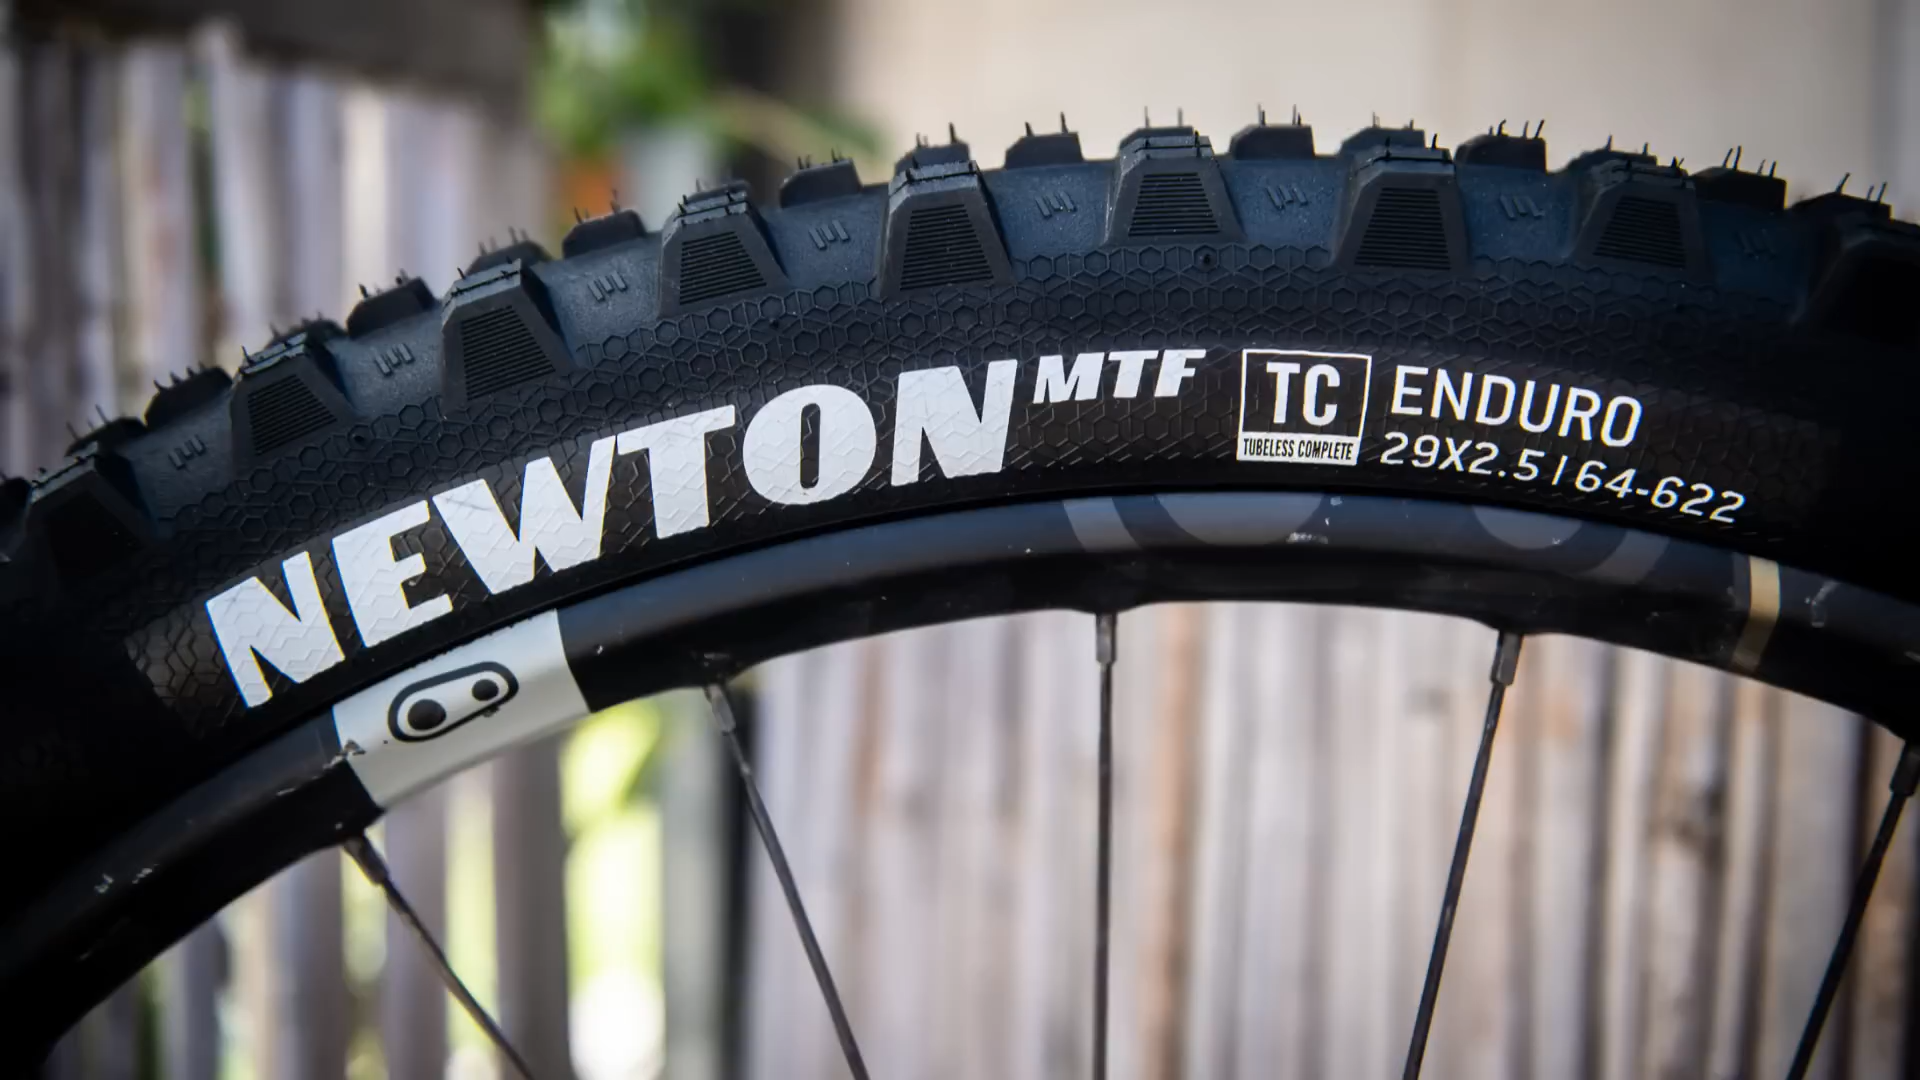 NEWTON MTF
TC
TUBELESS COMPLETE
ENDURO
29X2.5 | 64-622